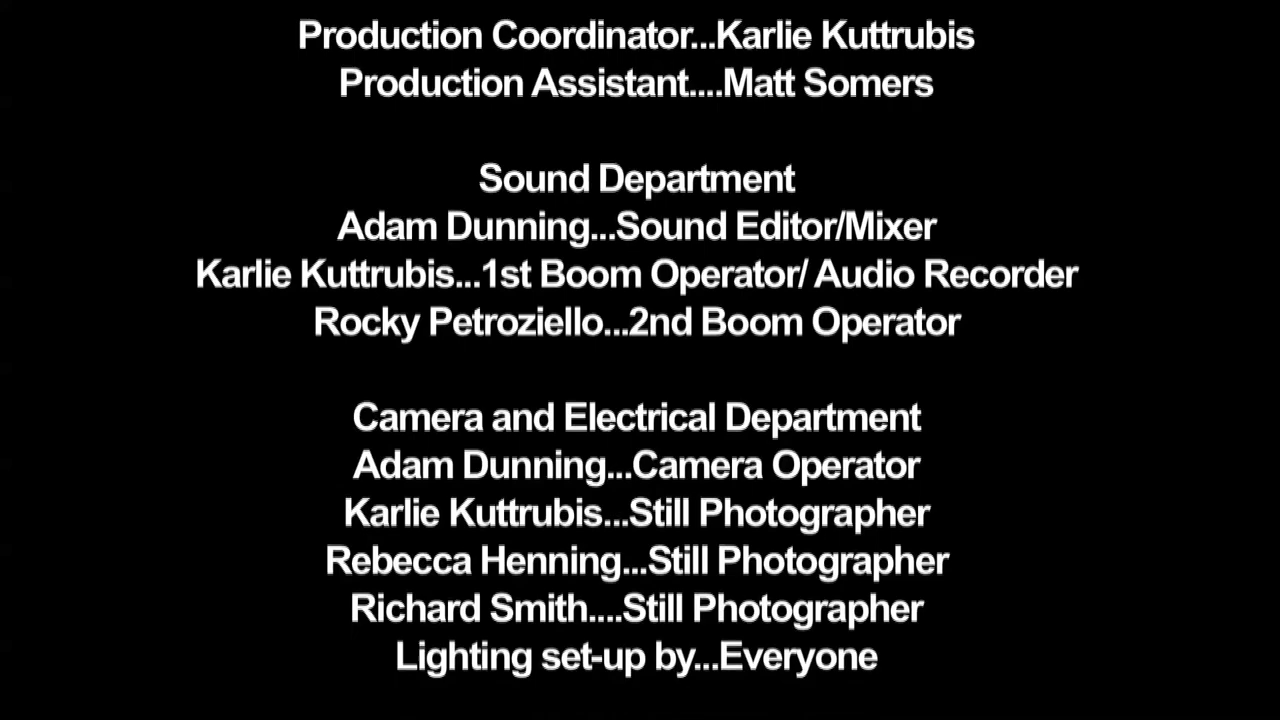 Production Coordinator...Karlie Kuttrubis
Production Assistant....Matt Somers
Sound Department
Adam Dunning...Sound Editor/Mixer
Karlie Kuttrubis...1st Boom Operator/ Audio Recorder
Rocky Petroziello...2nd Boom Operator
Camera and Electrical Department
Adam Dunning...Camera Operator
Karlie Kuttrubis...Still Photographer
Rebecca Henning...Still Photographer
Richard Smith....Still Photographer
Lighting set-up by...Everyone